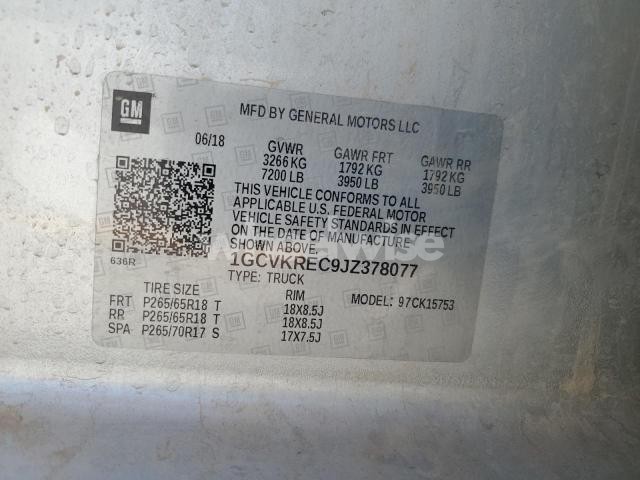 GM
MFD BY GENERAL MOTORS LLC
06/18
GVWR GAWR FRT GAWR RR
3266 KG 1792 KG 1792 KG
7200 LB 3950 LB 3950 LB
THIS VEHICLE CONFORMS TO ALL
APPLICABLE U.S. FEDERAL MOTOR
VEHICLE SAFETY STANDARDS IN EFFECT
ON THE DATE OF MANUFACTURE
SHOWN ABOVE.
636R
1GCVKREC9JZ378077
TYPE: TRUCK
TIRE SIZE RIM MODEL: 97CK15753
FRT P265/65R18 T 18X8.5J
RR P265/65R18 T 18X8.5J
SPA P265/70R17 S 17X7.5J